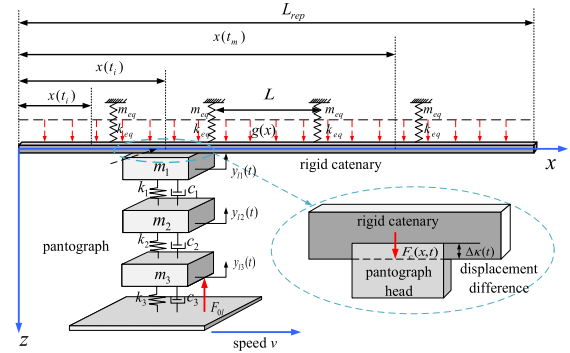 L_rep
x(t_m)
x(t_i)
x(t_i)
L
m_eq m_eq m_eq m_eq
k_eq k_eq g(x) k_eq k_eq
x
rigid catenary
m_1
y_l1(t)
k_1 c_1
m_2
y_l2(t)
k_2 c_2
pantograph
m_3
y_l3(t)
k_3 c_3
F_0l
z
speed v
rigid catenary
F_c(x,t)
Δκ(t)
pantograph
head
displacement
difference